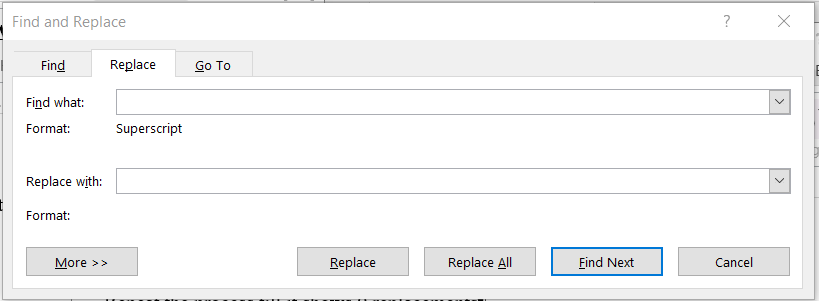 Find and Replace
Find Replace Go To
Find what:
Format: Superscript
Replace with:
Format:
More >> Replace Replace All Find Next Cancel